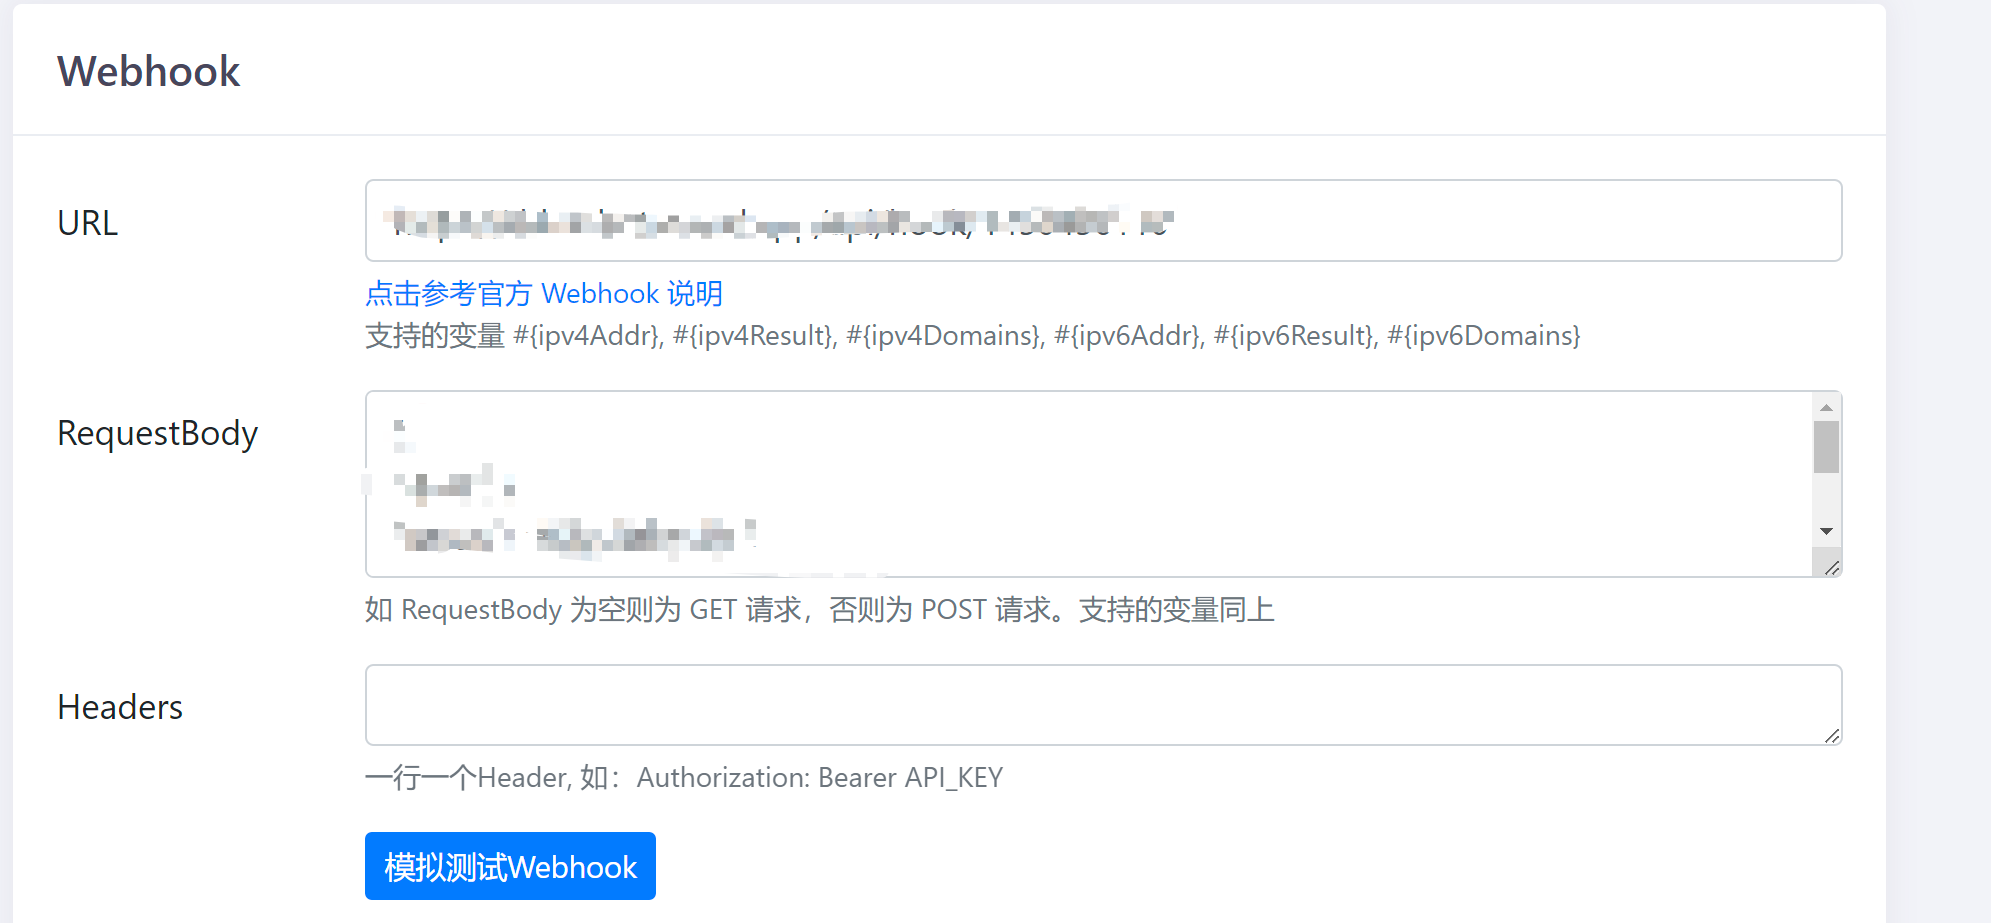 Webhook
URL
点击参考官方 Webhook 说明
支持的变量 #{ipv4Addr}, #{ipv4Result}, #{ipv4Domains}, #{ipv6Addr}, #{ipv6Result}, #{ipv6Domains}
RequestBody
如 RequestBody 为空则为 GET 请求，否则为 POST 请求。支持的变量同上
Headers
一行一个Header, 如：Authorization: Bearer API_KEY
模拟测试Webhook